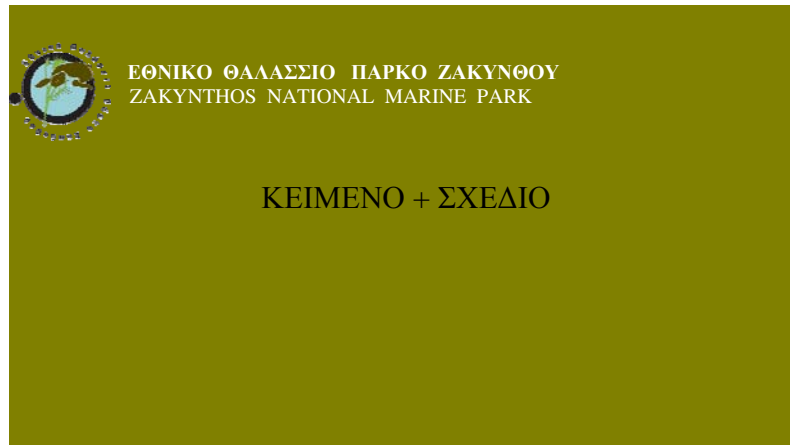 ΕΘΝΙΚΟ ΘΑΛΑΣΣΙΟ ΠΑΡΚΟ ΖΑΚΥΝΘΟΥ
ZAKYNTHOS NATIONAL MARINE PARK
ΚΕΙΜΕΝΟ + ΣΧΕΔΙΟ